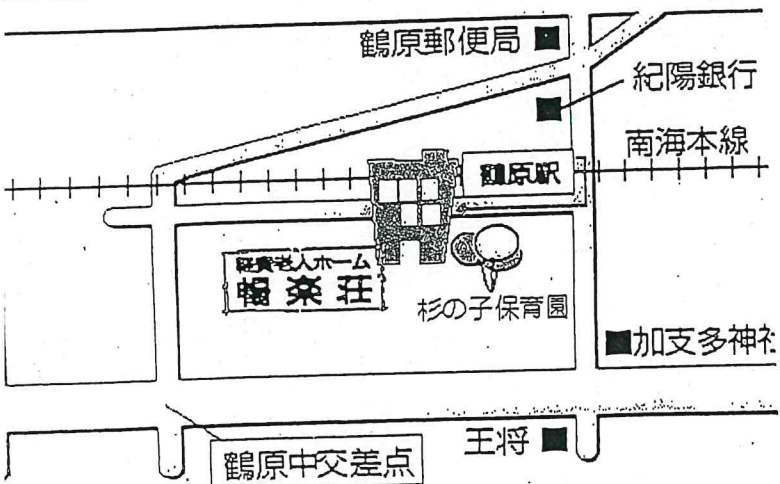 鶴原郵便局
紀陽銀行
南海本線
鶴原駅
軽費老人ホーム
楽荘
杉の子保育園
加支多神社
王将
鶴原中交差点